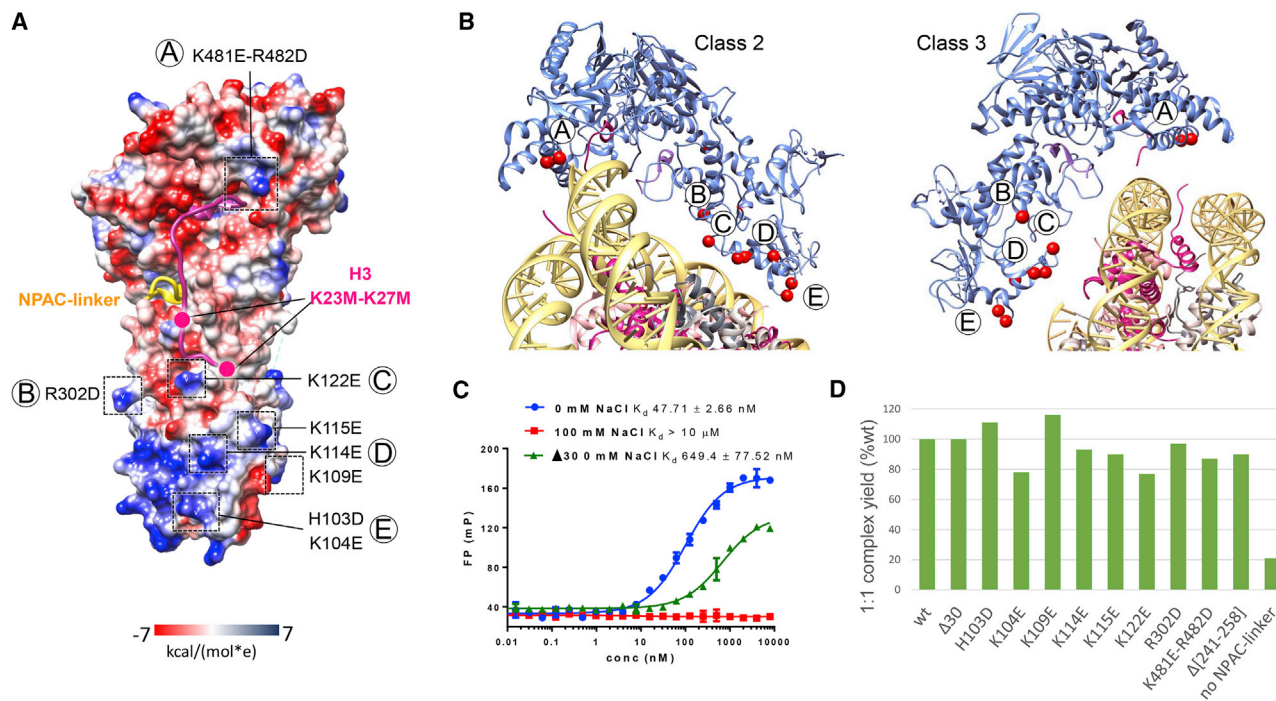 A
Ⓐ K481E-R482D
H3
K23M-K27M
NPAC-linker
Ⓑ R302D
K122E Ⓒ
K115E
K114E Ⓓ
K109E
H103D
K104E Ⓔ
-7 7
kcal/(mol*e)
B
Class 2
A
B
C
D
E
Class 3
A
B
C
D
E
C
0 mM NaCl Kd 47.71 ± 2.66 nM
100 mM NaCl Kd > 10 µM
▲30 0 mM NaCl Kd 649.4 ± 77.52 nM
FP (mP)
200
160
120
80
40
0.01 0.1 1 10 100 1000 10000
conc (nM)
D
1:1 complex yield (%wt)
120
100
80
60
40
20
0
wt
Δ30
H103D
K104E
K109E
K114E
K115E
K122E
R302D
K481E-R482D
Δ[241-258]
no NPAC-linker